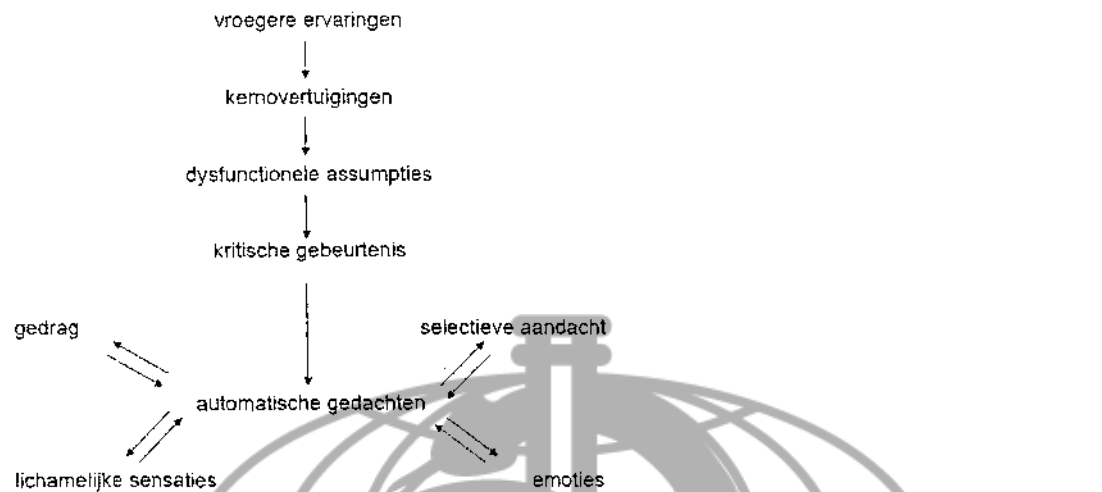 vroegere ervaringen
kernovertuigingen
dysfunctionele assumpties
kritische gebeurtenis
gedrag
selectieve aandacht
automatische gedachten
lichamelijke sensaties
emoties